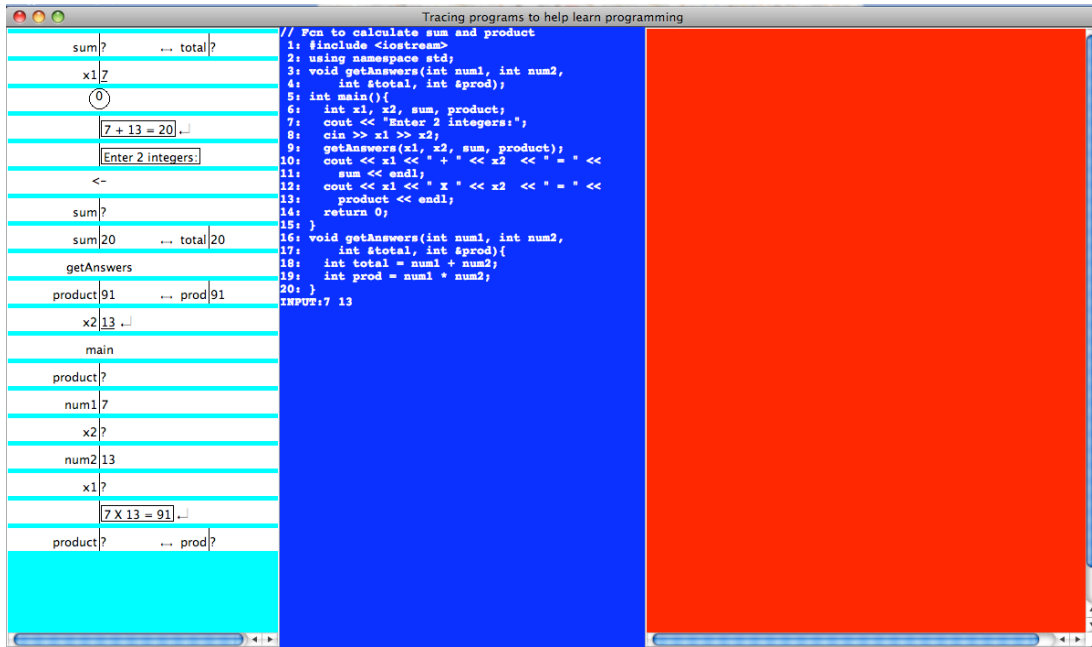 Tracing programs to help learn programming
sum ? ↔ total ?
x1 7
0
7 + 13 = 20 ↵
Enter 2 integers:
<-
sum ?
sum 20 ↔ total 20
getAnswers
product 91 ↔ prod 91
x2 13 ↵
main
product ?
num1 7
x2 ?
num2 13
x1 ?
7 X 13 = 91 ↵
product ? ↔ prod ?
// Fcn to calculate sum and product
1: #include <iostream>
2: using namespace std;
3: void getAnswers(int num1, int num2,
4: int &total, int &prod);
5: int main(){
6: int x1, x2, sum, product;
7: cout << "Enter 2 integers:";
8: cin >> x1 >> x2;
9: getAnswers(x1, x2, sum, product);
10: cout << x1 << " + " << x2 << " = " <<
11: sum << endl;
12: cout << x1 << " X " << x2 << " = " <<
13: product << endl;
14: return 0;
15: }
16: void getAnswers(int num1, int num2,
17: int &total, int &prod){
18: int total = num1 + num2;
19: int prod = num1 * num2;
20: }
INPUT:7 13